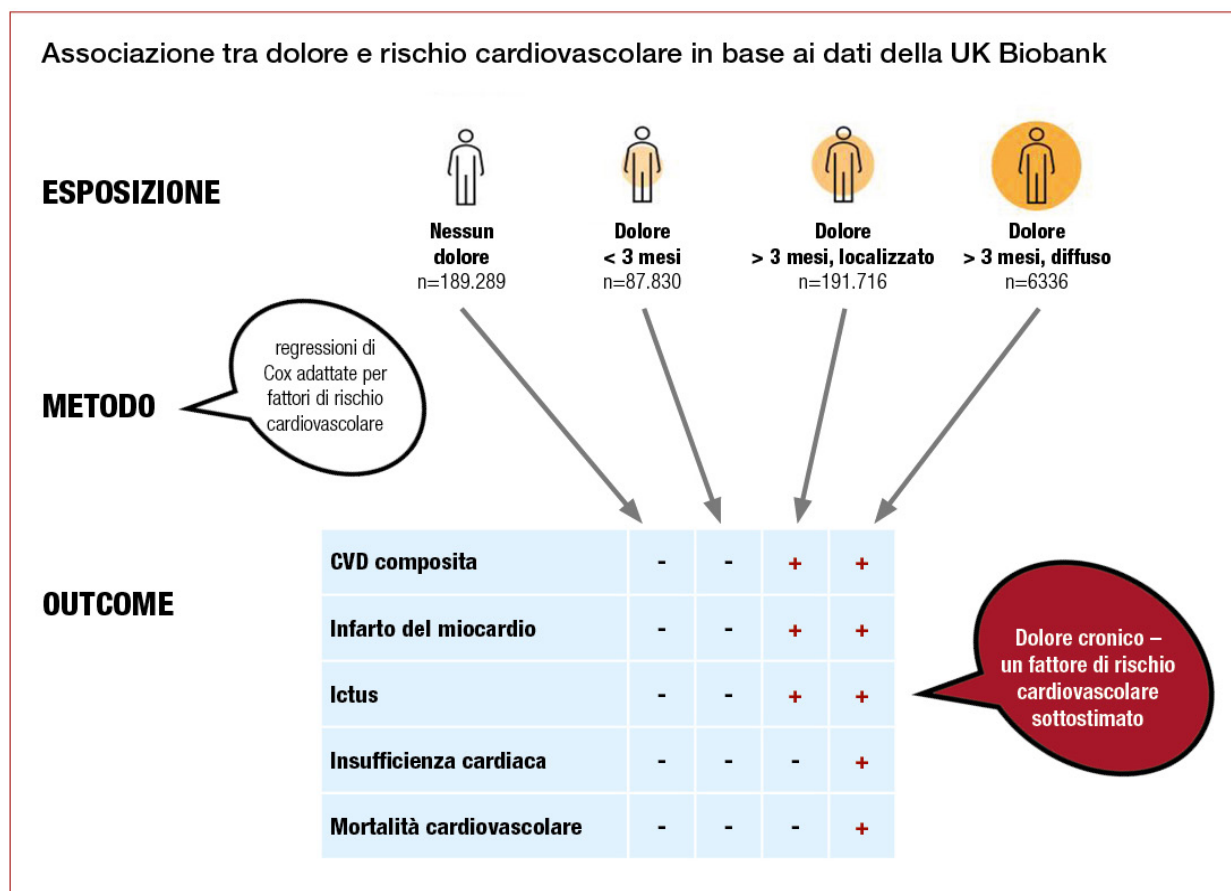 Associazione tra dolore e rischio cardiovascolare in base ai dati della UK Biobank
ESPOSIZIONE
Nessun
dolore
n=189.289
Dolore
< 3 mesi
n=87.830
Dolore
> 3 mesi, localizzato
n=191.716
Dolore
> 3 mesi, diffuso
n=6336
METODO
regressioni di
Cox adattate per
fattori di rischio
cardiovascolare
OUTCOME
CVD composita - - + +
Infarto del miocardio - - + +
Ictus - - + +
Insufficienza cardiaca - - - +
Mortalità cardiovascolare - - - +
Dolore cronico –
un fattore di rischio
cardiovascolare
sottostimato